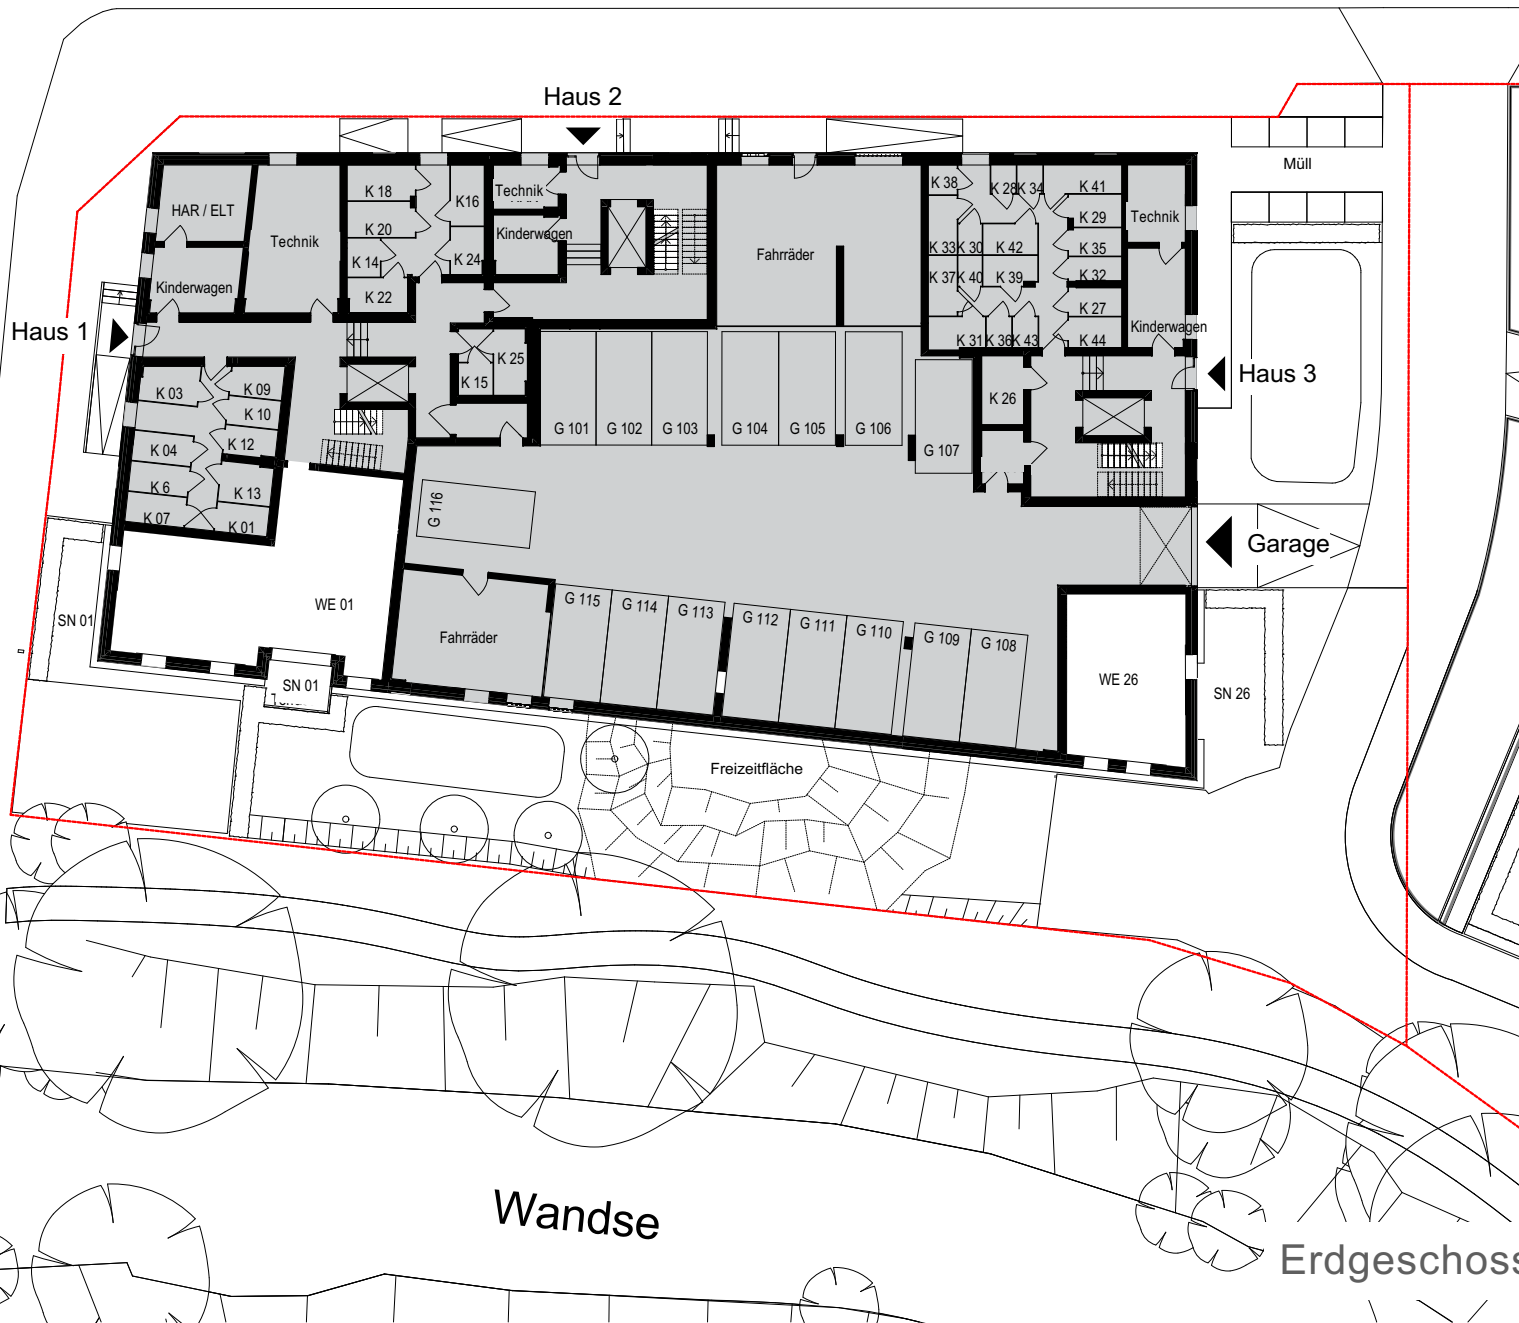 Haus 2
Müll
K 18
K16
Technik
K 38
K 28
K 34
K 41
HAR / ELT
K 29
Technik
Technik
K 20
Kinderwagen
K 33
K 30
K 42
K 35
Fahrräder
K 14
K 24
K 37
K 40
K 39
K 32
Kinderwagen
K 22
K 27
Kinderwagen
Haus 1
K 25
K 31
K 36
K 43
K 44
K 15
Haus 3
K 03
K 09
K 26
K 10
G 101
G 102
G 103
G 104
G 105
G 106
K 04
K 12
G 107
K 6
K 13
K 07
K 01
G 116
Garage
WE 01
G 115
G 114
G 113
G 112
G 111
G 110
G 109
G 108
SN 01
Fahrräder
SN 01
WE 26
SN 26
Freizeitfläche
Wandse
Erdgeschoss